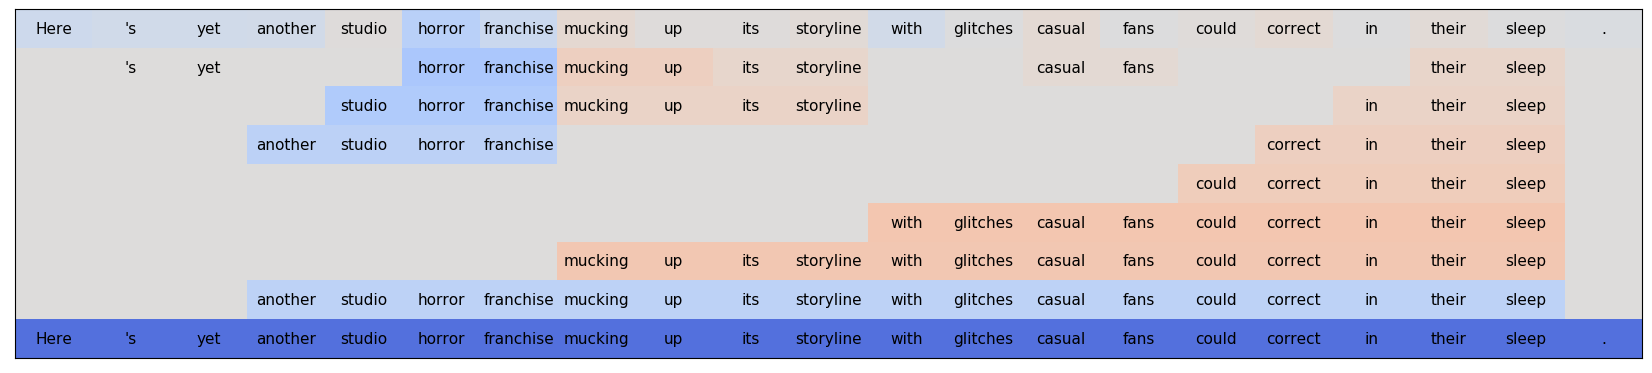 Here 's yet another studio horror franchise mucking up its storyline with glitches casual fans could correct in their sleep .
's yet horror franchise mucking up its storyline casual fans their sleep
studio horror franchise mucking up its storyline in their sleep
another studio horror franchise correct in their sleep
could correct in their sleep
with glitches casual fans could correct in their sleep
mucking up its storyline with glitches casual fans could correct in their sleep
another studio horror franchise mucking up its storyline with glitches casual fans could correct in their sleep
Here 's yet another studio horror franchise mucking up its storyline with glitches casual fans could correct in their sleep .